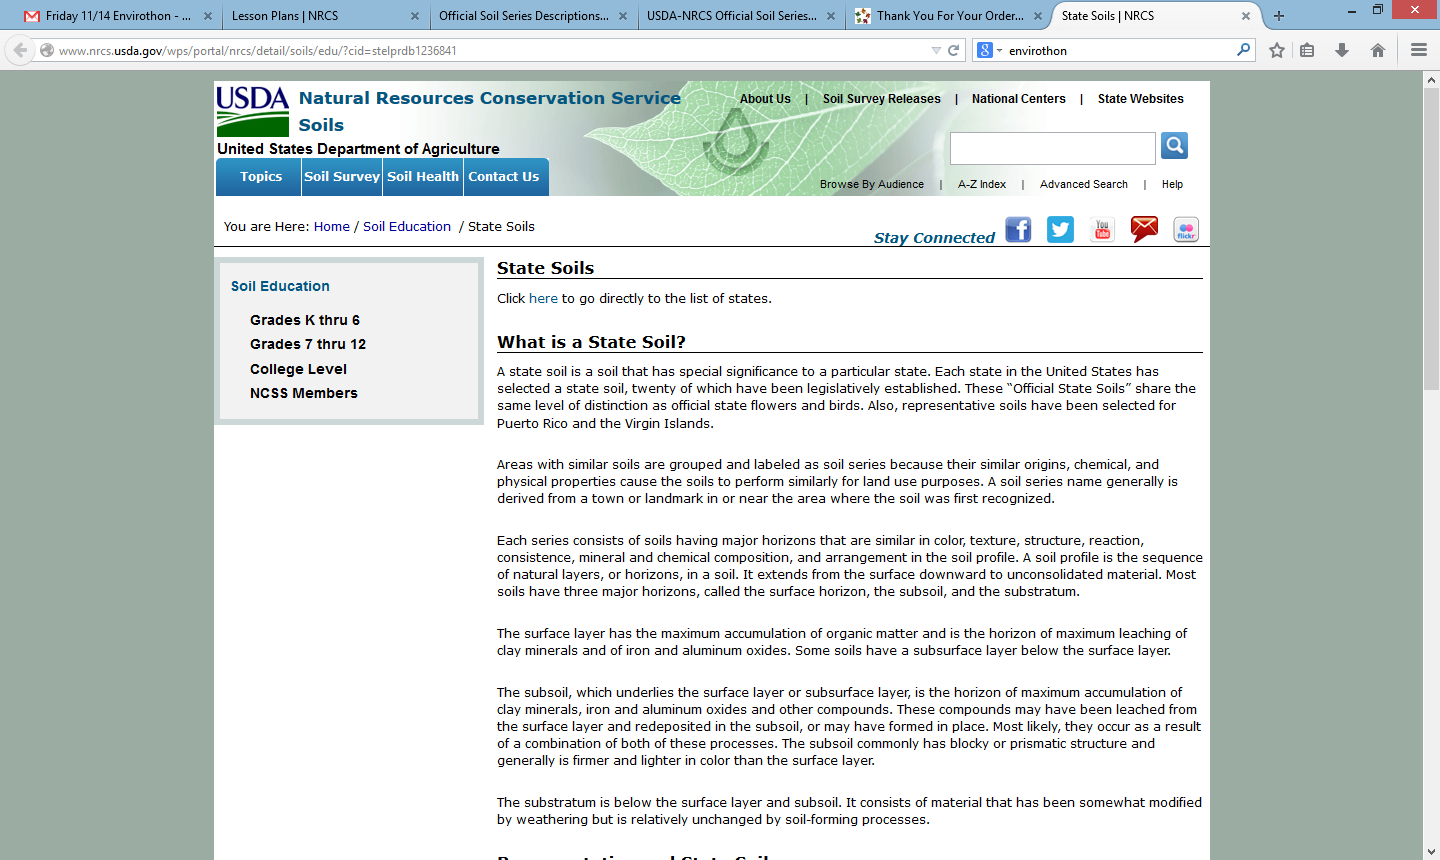 Friday 11/14 Envirothon - ...
Lesson Plans | NRCS
Official Soil Series Descriptions...
USDA-NRCS Official Soil Series...
Thank You For Your Order...
State Soils | NRCS
www.nrcs.usda.gov/wps/portal/nrcs/detail/soils/edu/?cid=stelprdb1236841
envirothon
USDA Natural Resources Conservation Service
Soils
United States Department of Agriculture
About Us | Soil Survey Releases | National Centers | State Websites
Topics
Soil Survey
Soil Health
Contact Us
Browse By Audience | A-Z Index | Advanced Search | Help
You are Here: Home / Soil Education / State Soils
Stay Connected
You Tube
flickr
Soil Education
Grades K thru 6
Grades 7 thru 12
College Level
NCSS Members
State Soils
Click here to go directly to the list of states.
What is a State Soil?
A state soil is a soil that has special significance to a particular state. Each state in the United States has
selected a state soil, twenty of which have been legislatively established. These “Official State Soils” share the
same level of distinction as official state flowers and birds. Also, representative soils have been selected for
Puerto Rico and the Virgin Islands.
Areas with similar soils are grouped and labeled as soil series because their similar origins, chemical, and
physical properties cause the soils to perform similarly for land use purposes. A soil series name generally is
derived from a town or landmark in or near the area where the soil was first recognized.
Each series consists of soils having major horizons that are similar in color, texture, structure, reaction,
consistence, mineral and chemical composition, and arrangement in the soil profile. A soil profile is the sequence
of natural layers, or horizons, in a soil. It extends from the surface downward to unconsolidated material. Most
soils have three major horizons, called the surface horizon, the subsoil, and the substratum.
The surface layer has the maximum accumulation of organic matter and is the horizon of maximum leaching of
clay minerals and of iron and aluminum oxides. Some soils have a subsurface layer below the surface layer.
The subsoil, which underlies the surface layer or subsurface layer, is the horizon of maximum accumulation of
clay minerals, iron and aluminum oxides and other compounds. These compounds may have been leached from
the surface layer and redeposited in the subsoil, or may have formed in place. Most likely, they occur as a result
of a combination of both of these processes. The subsoil commonly has blocky or prismatic structure and
generally is firmer and lighter in color than the surface layer.
The substratum is below the surface layer and subsoil. It consists of material that has been somewhat modified
by weathering but is relatively unchanged by soil-forming processes.